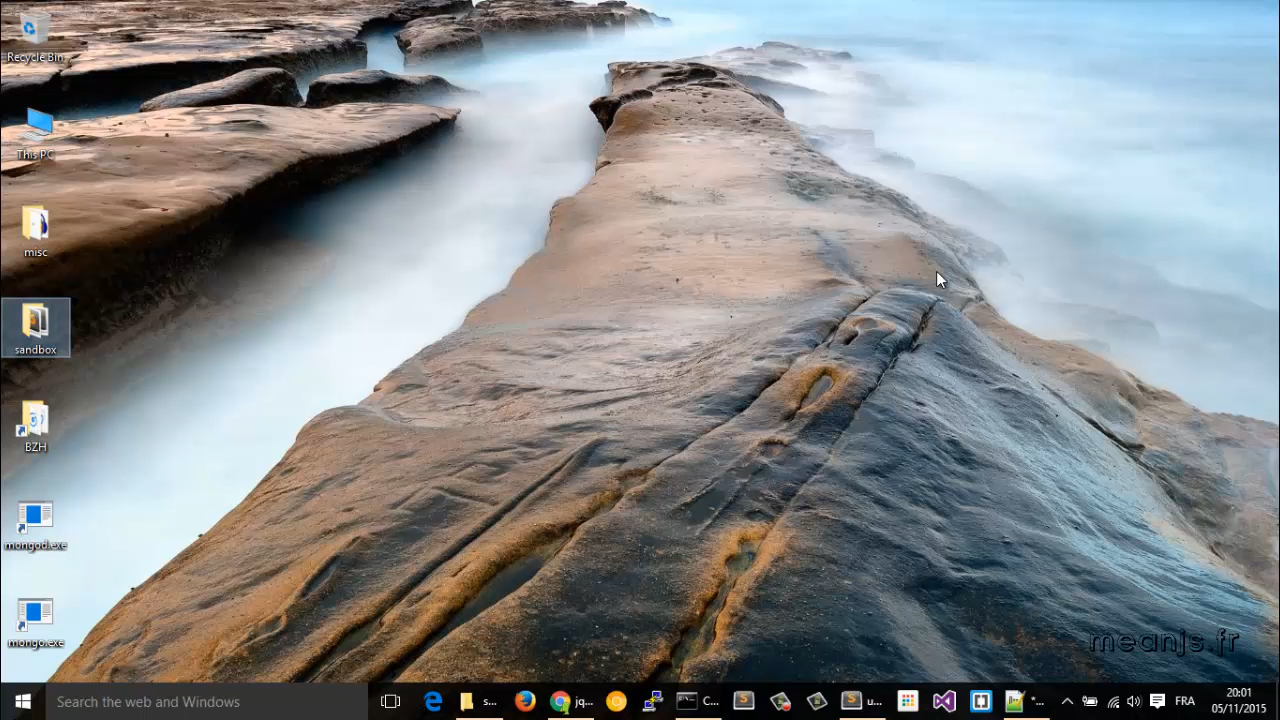 Recycle Bin
This PC
misc
sandbox
BZH
mongod.exe
mongo.exe
meanjs.fr
Search the web and Windows
s...
jq...
C...
u...
*...
FRA
20:01
05/11/2015